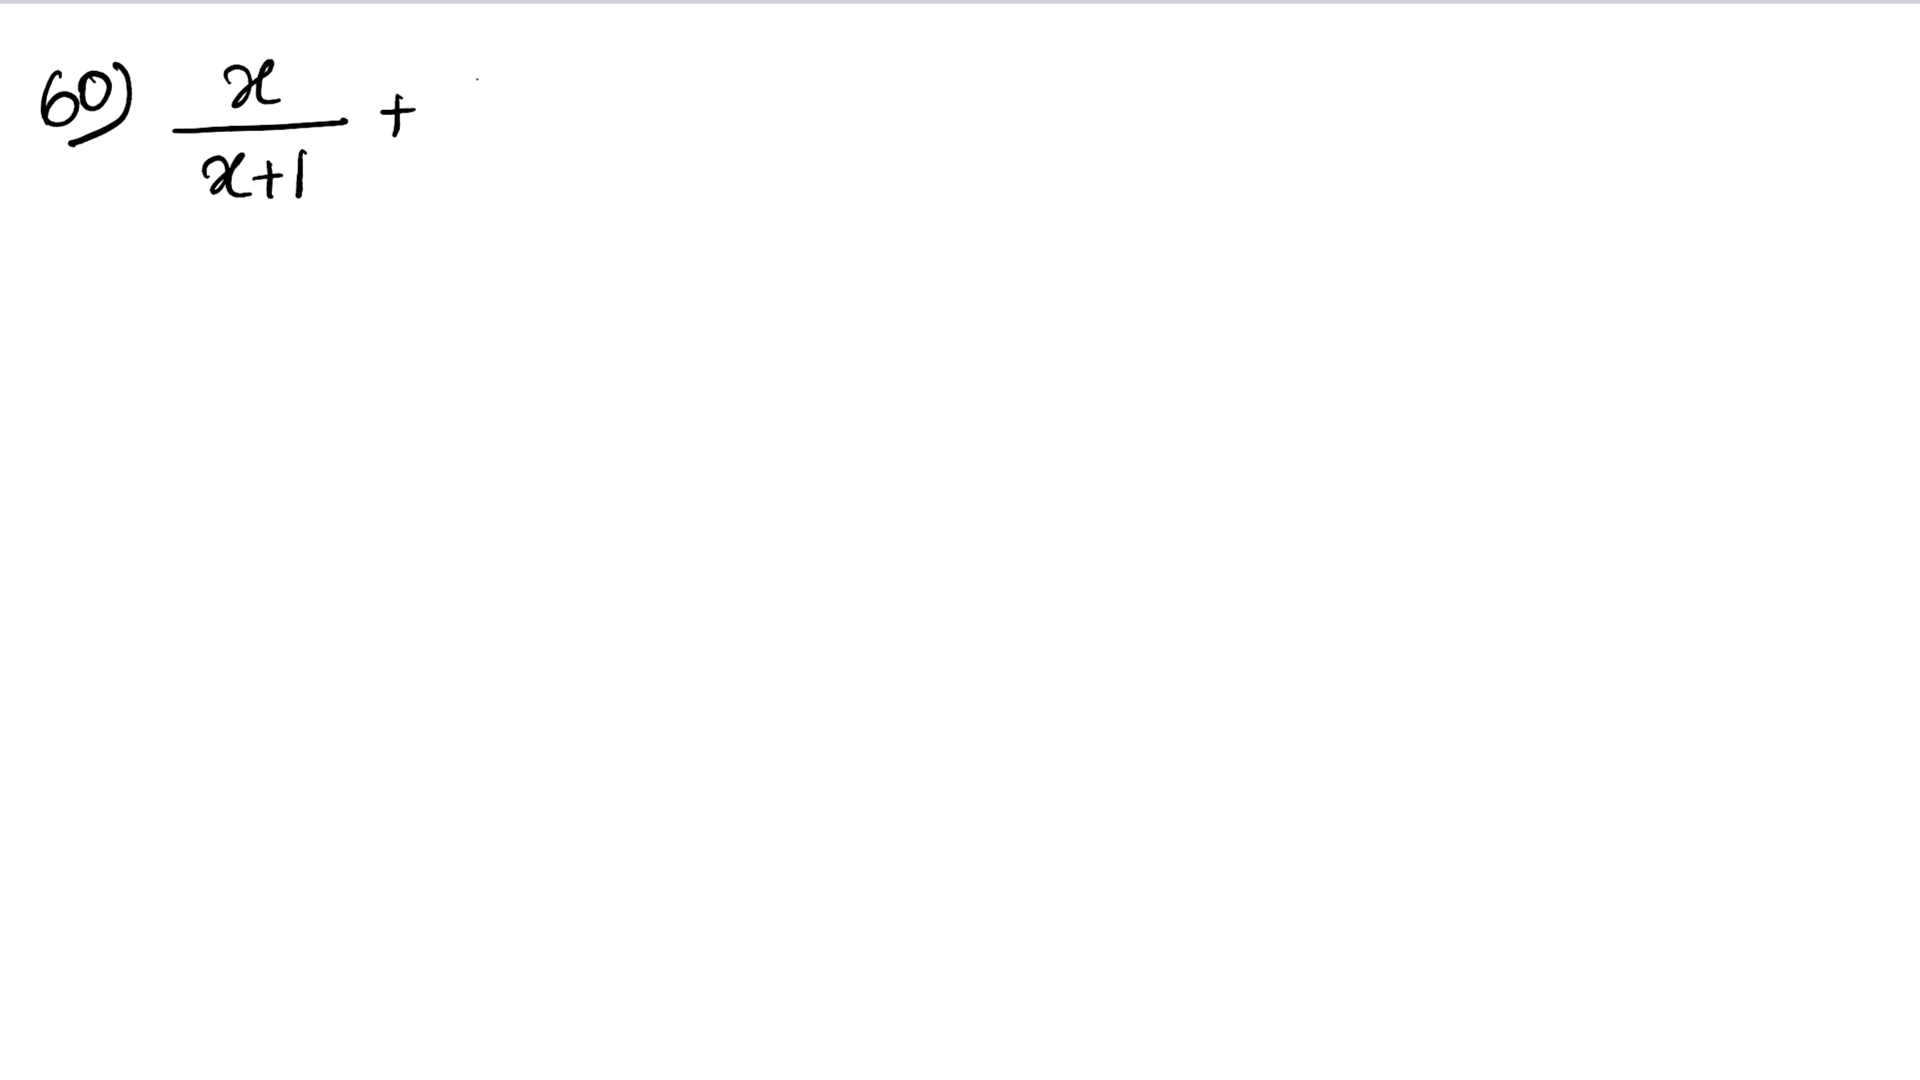 60) x/(x+1) +